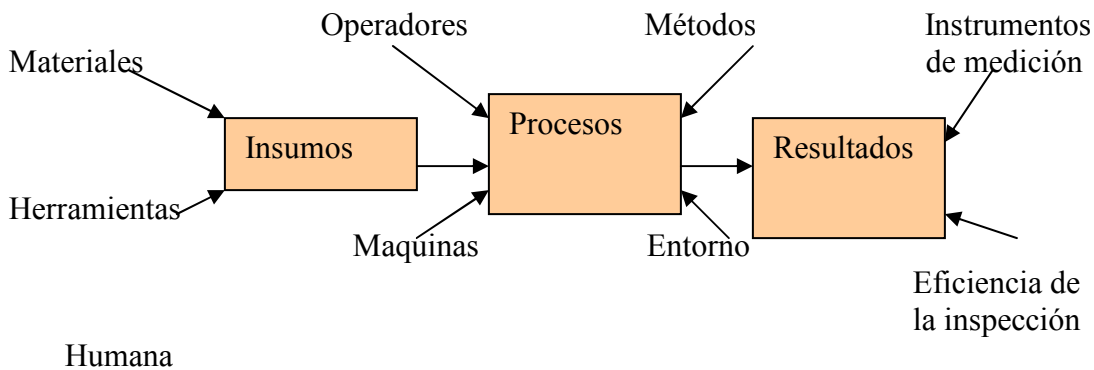 Operadores
Métodos
Instrumentos
de medición
Materiales
Insumos
Procesos
Resultados
Herramientas
Maquinas
Entorno
Eficiencia de
la inspección
Humana